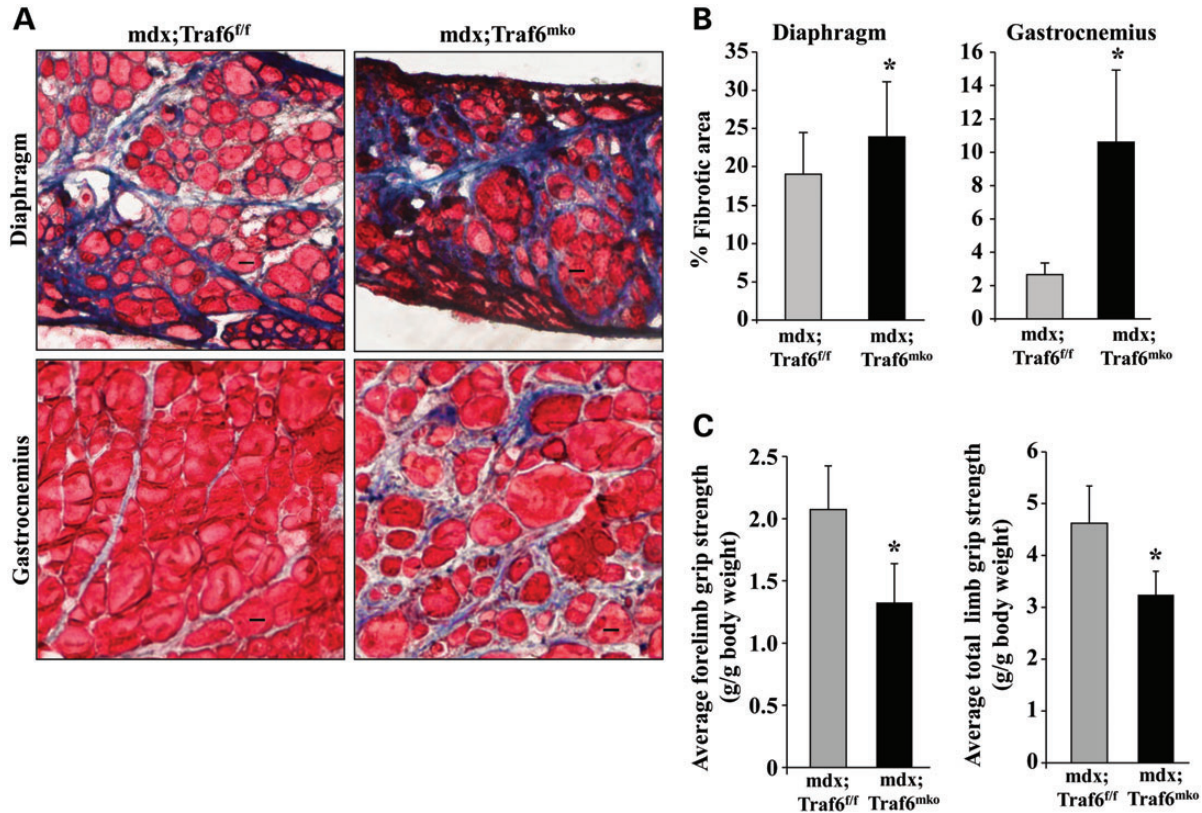 A
mdx;Traf6f/f
mdx;Traf6mko
Diaphragm
Gastrocnemius
B
Diaphragm
% Fibrotic area
35
30
25
20
15
10
5
0
*
mdx;
Traf6f/f
mdx;
Traf6mko
Gastrocnemius
16
14
12
10
8
6
4
2
0
*
mdx;
Traf6f/f
mdx;
Traf6mko
C
Average forelimb grip strength
(g/g body weight)
2.5
2.0
1.5
1.0
0.5
0
*
mdx;
Traf6f/f
mdx;
Traf6mko
Average total limb grip strength
(g/g body weight)
6
5
4
3
2
1
0
*
mdx;
Traf6f/f
mdx;
Traf6mko